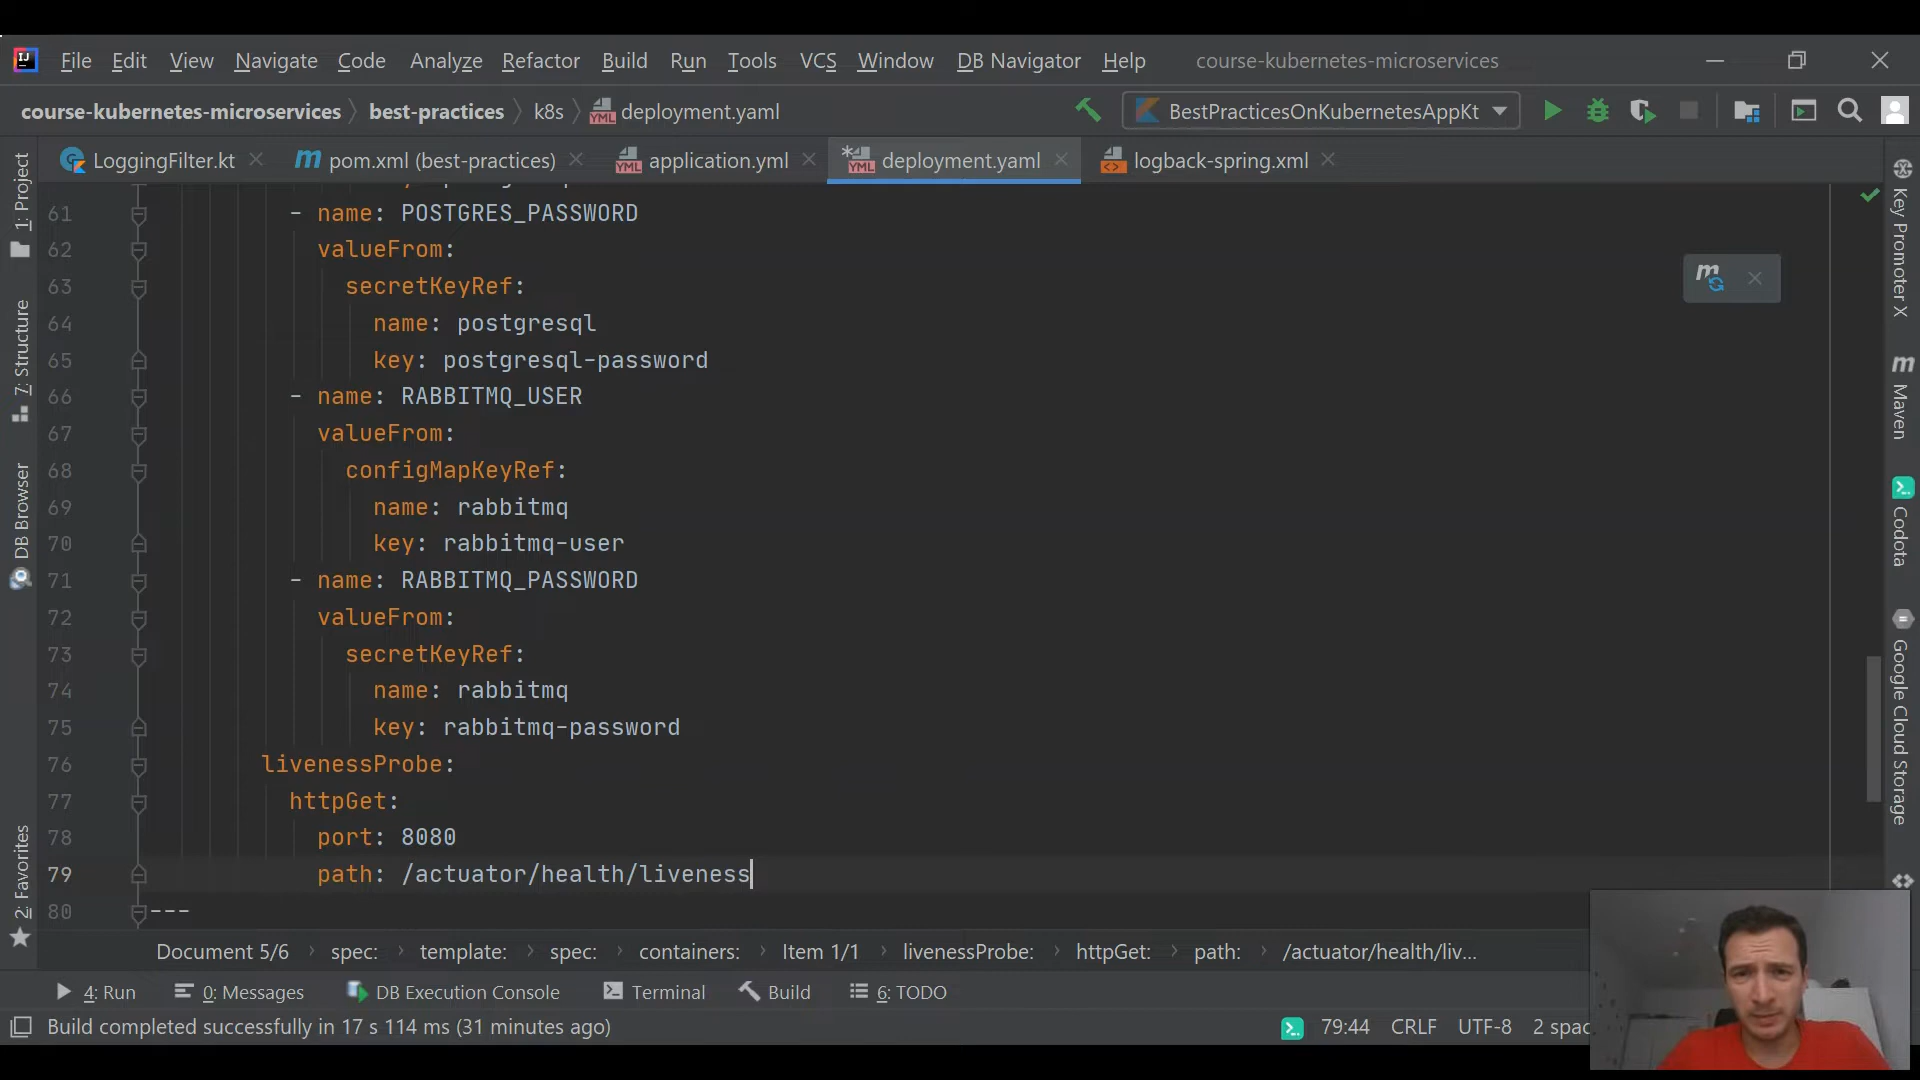 IJ File Edit View Navigate Code Analyze Refactor Build Run Tools VCS Window DB Navigator Help course-kubernetes-microservices
course-kubernetes-microservices best-practices k8s deployment.yaml BestPracticesOnKubernetesAppKt
LoggingFilter.kt pom.xml (best-practices) application.yml deployment.yaml logback-spring.xml
61 - name: POSTGRES_PASSWORD
62 valueFrom:
63 secretKeyRef:
64 name: postgresql
65 key: postgresql-password
66 - name: RABBITMQ_USER
67 valueFrom:
68 configMapKeyRef:
69 name: rabbitmq
70 key: rabbitmq-user
71 - name: RABBITMQ_PASSWORD
72 valueFrom:
73 secretKeyRef:
74 name: rabbitmq
75 key: rabbitmq-password
76 livenessProbe:
77 httpGet:
78 port: 8080
79 path: /actuator/health/liveness
80 ---
1: Project
7: Structure
DB Browser
2: Favorites
Key Promoter X
Maven
Codota
Google Cloud Storage
Document 5/6 spec: template: spec: containers: Item 1/1 livenessProbe: httpGet: path: /actuator/health/liv...
4: Run 0: Messages DB Execution Console Terminal Build 6: TODO
Build completed successfully in 17 s 114 ms (31 minutes ago) 79:44 CRLF UTF-8 2 spac